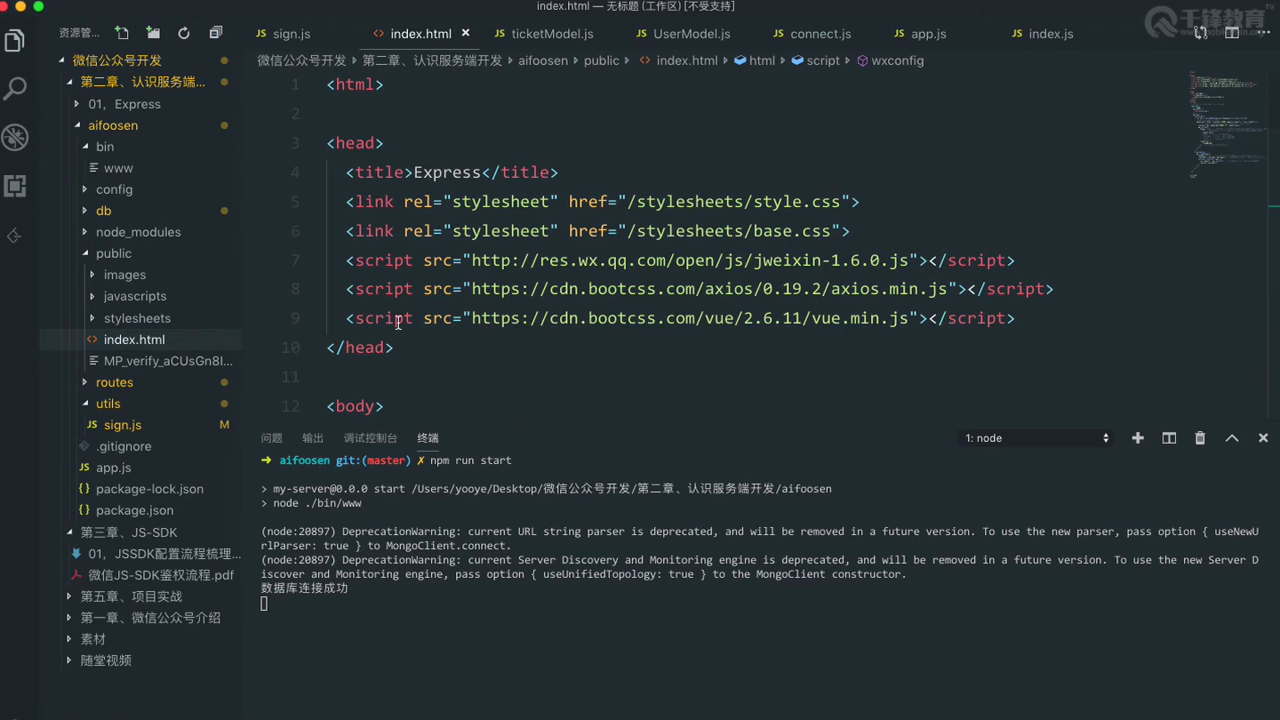 index.html — 无标题 (工作区) [不受支持]
千锋教育
资源管...
sign.js
index.html
ticketModel.js
UserModel.js
connect.js
app.js
index.js
微信公众号开发 第二章、认识服务端开发 aifoosen public index.html html script wxconfig
微信公众号开发
第二章、认识服务端...
01, Express
aifoosen
bin
www
config
db
node_modules
public
images
javascripts
stylesheets
index.html
MP_verify_aCUsGn8I...
routes
utils
sign.js M
.gitignore
app.js
package-lock.json
package.json
第三章、JS-SDK
01, JSSDK配置流程梳理...
微信JS-SDK鉴权流程.pdf
第五章、项目实战
第一章、微信公众号介绍
素材
随堂视频
1 <html>
2
3 <head>
4 <title>Express</title>
5 <link rel="stylesheet" href="/stylesheets/style.css">
6 <link rel="stylesheet" href="/stylesheets/base.css">
7 <script src="http://res.wx.qq.com/open/js/jweixin-1.6.0.js"></script>
8 <script src="https://cdn.bootcss.com/axios/0.19.2/axios.min.js"></script>
9 <script src="https://cdn.bootcss.com/vue/2.6.11/vue.min.js"></script>
10 </head>
11
12 <body>
问题 输出 调试控制台 终端 1: node
➜ aifoosen git:(master) ✗ npm run start
> my-server@0.0.0 start /Users/yooye/Desktop/微信公众号开发/第二章、认识服务端开发/aifoosen
> node ./bin/www
(node:20897) DeprecationWarning: current URL string parser is deprecated, and will be removed in a future version. To use the new parser, pass option { useNewU
rlParser: true } to MongoClient.connect.
(node:20897) DeprecationWarning: current Server Discover and Monitoring engine is deprecated, and will be removed in a future version. To use the new Server D
iscover and Monitoring engine, pass option { useUnifiedTopology: true } to the MongoClient constructor.
数据库连接成功